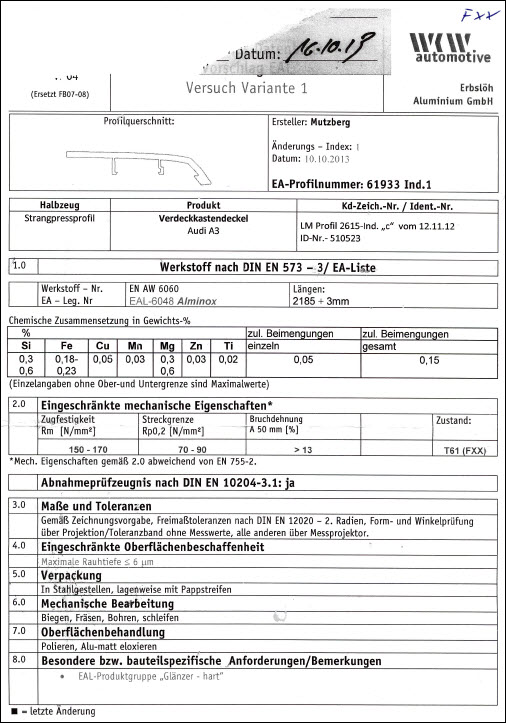 FXX
Datum: 16.10.19
WKW
automotive
(Ersetzt FB07-08)
Versuch Variante 1
Erbslöh
Aluminium GmbH
Profilquerschnitt:
Ersteller: Mutzberg
Änderungs - Index: 1
Datum: 10.10.2013
EA-Profilnummer: 61933 Ind.1
Halbzeug
Produkt
Kd-Zeich.-Nr. / Ident.-Nr.
Strangpressprofil
Verdeckkastendeckel
Audi A3
LM Profil 2615-Ind. „c“ vom 12.11.12
ID-Nr.- 510523
1.0 Werkstoff nach DIN EN 573 – 3/ EA-Liste
Werkstoff – Nr. EN AW 6060 Längen:
EA – Leg. Nr EAL-6048 Alminox 2185 ÷ 3mm
Chemische Zusammensetzung in Gewichts-%
% zul. Beimengungen zul. Beimengungen
Si Fe Cu Mn Mg Zn Ti einzeln gesamt
0,3 0,18- 0,05 0,03 0,3 0,03 0,02 0,05 0,15
0,6 0,23 0,6
(Einzelangaben ohne Ober-und Untergrenze sind Maximalwerte)
2.0 Eingeschränkte mechanische Eigenschaften*
Zugfestigkeit Streckgrenze Bruchdehnung Zustand:
Rm [N/mm²] Rp0,2 [N/mm²] A 50 mm [%]
150 - 170 70 - 90 > 13 T61 (FXX)
*Mech. Eigenschaften gemäß 2.0 abweichend von EN 755-2.
Abnahmeprüfzeugnis nach DIN EN 10204-3.1: ja
3.0 Maße und Toleranzen
Gemäß Zeichnungsvorgabe, Freimaßtoleranzen nach DIN EN 12020 – 2. Radien, Form- und Winkelprüfung
über Projektion/Toleranzband ohne Messwerte, alle anderen über Messprojektor.
4.0 Eingeschränkte Oberflächenbeschaffenheit
Maximale Rauhtiefe ≤ 6 µm
5.0 Verpackung
In Stahlgestellen, lagenweise mit Pappstreifen
6.0 Mechanische Bearbeitung
Biegen, Fräsen, Bohren, schleifen
7.0 Oberflächenbehandlung
Polieren, Alu-matt eloxieren
8.0 Besondere bzw. bauteilspezifische Anforderungen/Bemerkungen
• EAL-Produktgruppe „Glänzer - hart“
■ = letzte Änderung